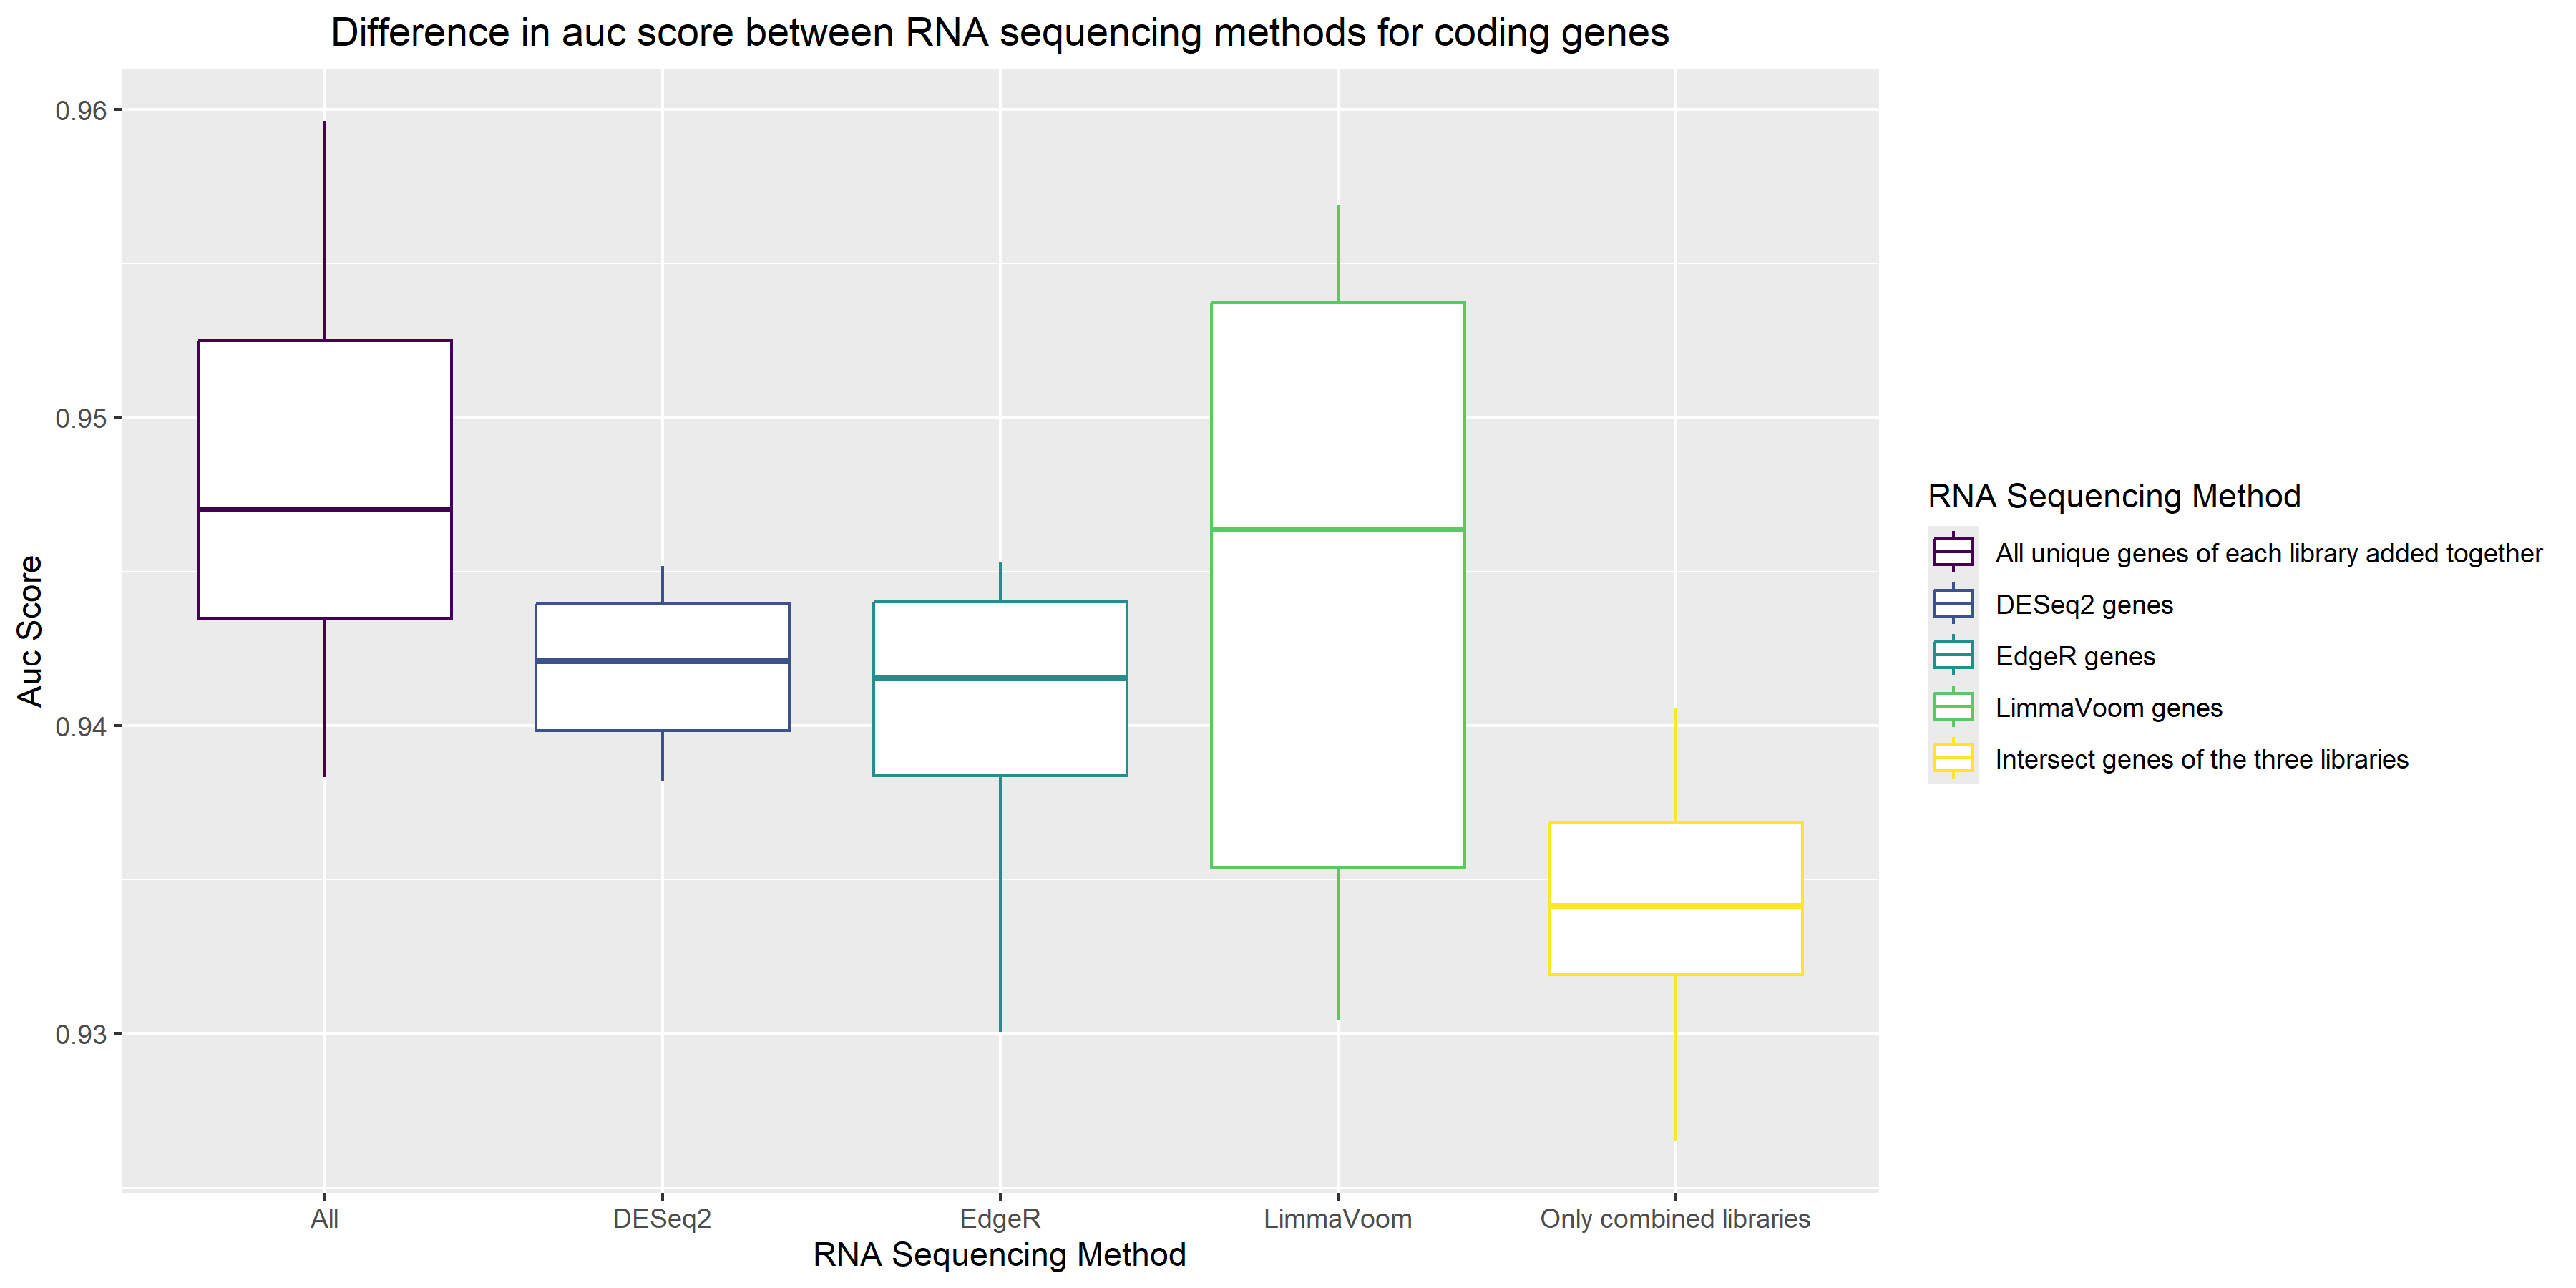 Difference in auc score between RNA sequencing methods for coding genes
Auc Score
0.96
0.95
0.94
0.93
All
DESeq2
EdgeR
LimmaVoom
Only combined libraries
RNA Sequencing Method
RNA Sequencing Method
All unique genes of each library added together
DESeq2 genes
EdgeR genes
LimmaVoom genes
Intersect genes of the three libraries